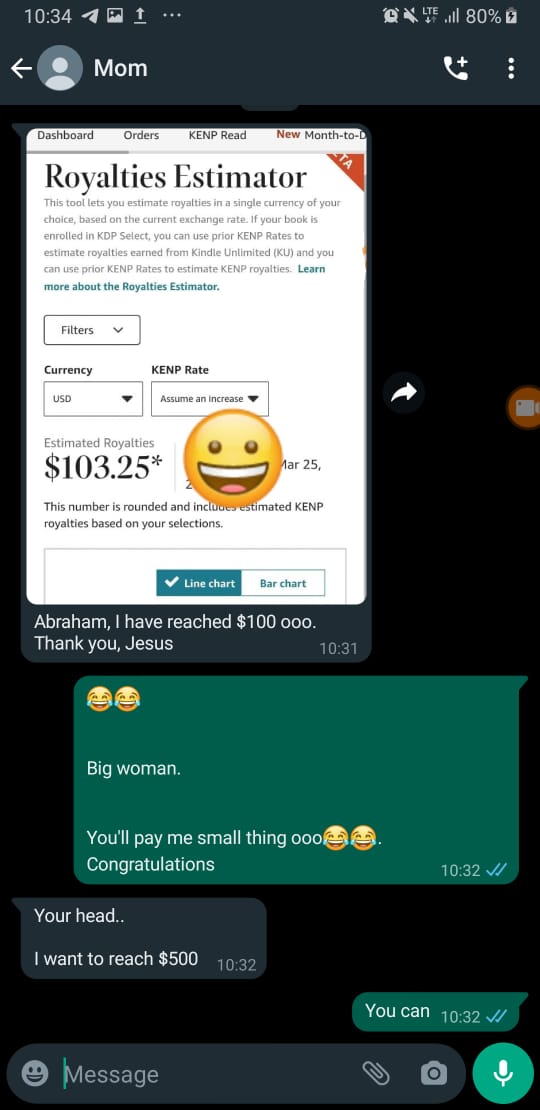 10:34
LTE
80%
Mom
Dashboard Orders KENP Read New Month-to-D
TA
Royalties Estimator
This tool lets you estimate royalties in a single currency of your
choice, based on the current exchange rate. If your book is
enrolled in KDP Select, you can use prior KENP Rates to
estimate royalties earned from Kindle Unlimited (KU) and you
can use prior KENP Rates to estimate KENP royalties. Learn
more about the Royalties Estimator.
Filters
Currency KENP Rate
USD Assume an increase
Estimated Royalties
$103.25* Mar 25,
2
This number is rounded and includes estimated KENP
royalties based on your selections.
Line chart Bar chart
Abraham, I have reached $100 ooo.
Thank you, Jesus
10:31
😂😂
Big woman.
You'll pay me small thing ooo😂😂.
Congratulations
10:32
Your head..
I want to reach $500 10:32
You can 10:32
Message